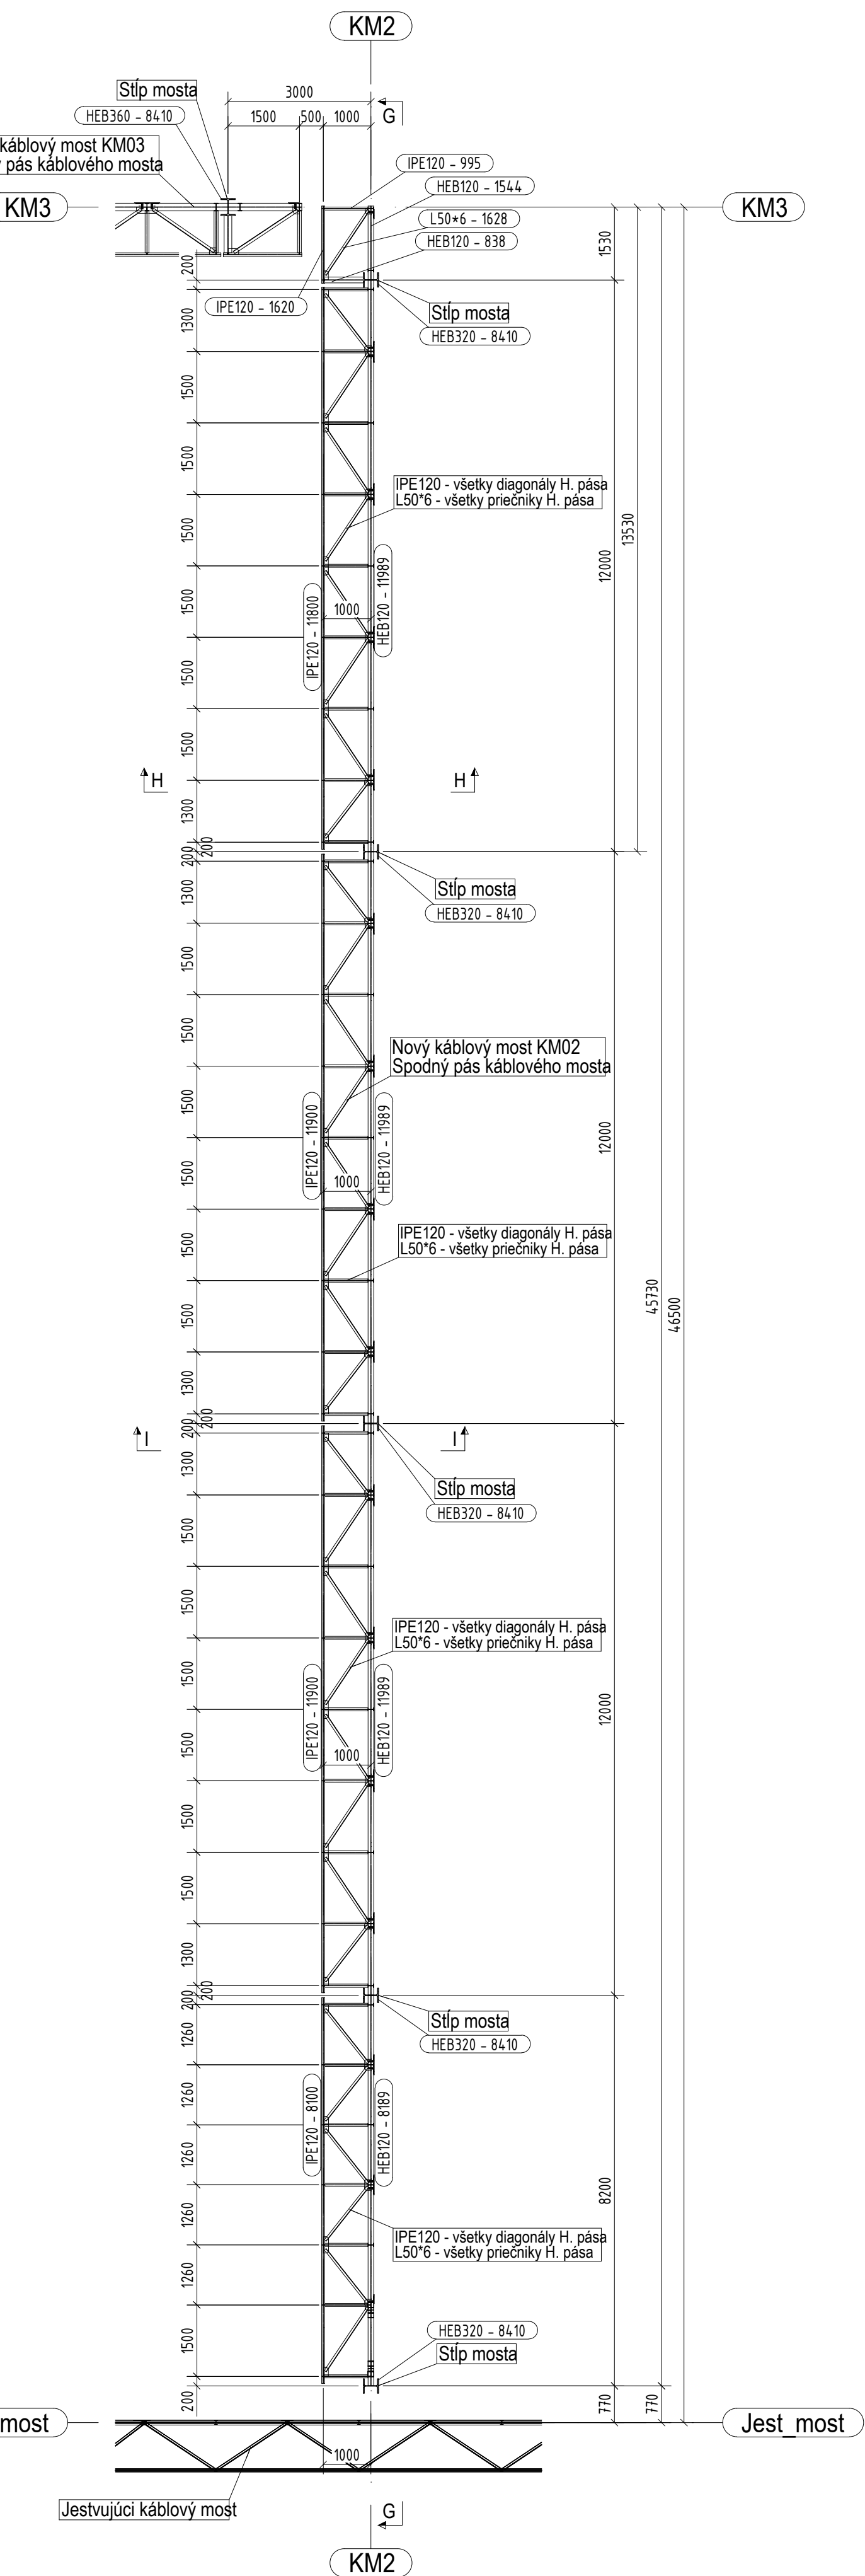 KM2
Stĺp mosta
3000
G
HEB360 - 8410
1500
500
1000
káblový most KM03
pás káblového mosta
IPE120 - 995
HEB120 - 1544
KM3
KM3
L50*6 - 1628
HEB120 - 838
1530
200
IPE120 - 1620
Stĺp mosta
HEB320 - 8410
1300
1500
1500
IPE120 - všetky diagonály H. pása
L50*6 - všetky priečniky H. pása
1500
13530
12000
HEB120 - 11989
IPE120 - 11800
1000
1500
1500
1500
H
H
1300
200
200
Stĺp mosta
HEB320 - 8410
1300
1500
1500
Nový káblový most KM02
Spodný pás káblového mosta
1500
12000
IPE120 - 11900
HEB120 - 11989
1000
1500
1500
IPE120 - všetky diagonály H. pása
L50*6 - všetky priečniky H. pása
1500
45730
46500
1300
200
200
I
I
Stĺp mosta
HEB320 - 8410
1300
1500
1500
IPE120 - všetky diagonály H. pása
L50*6 - všetky priečniky H. pása
1500
12000
IPE120 - 11900
HEB120 - 11989
1000
1500
1500
1500
1300
200
200
Stĺp mosta
HEB320 - 8410
1260
1260
IPE120 - 8100
HEB120 - 8189
1260
8200
1260
IPE120 - všetky diagonály H. pása
L50*6 - všetky priečniky H. pása
1260
HEB320 - 8410
Stĺp mosta
1500
200
770
770
most
Jest_most
1000
Jestvujúci káblový most
G
KM2